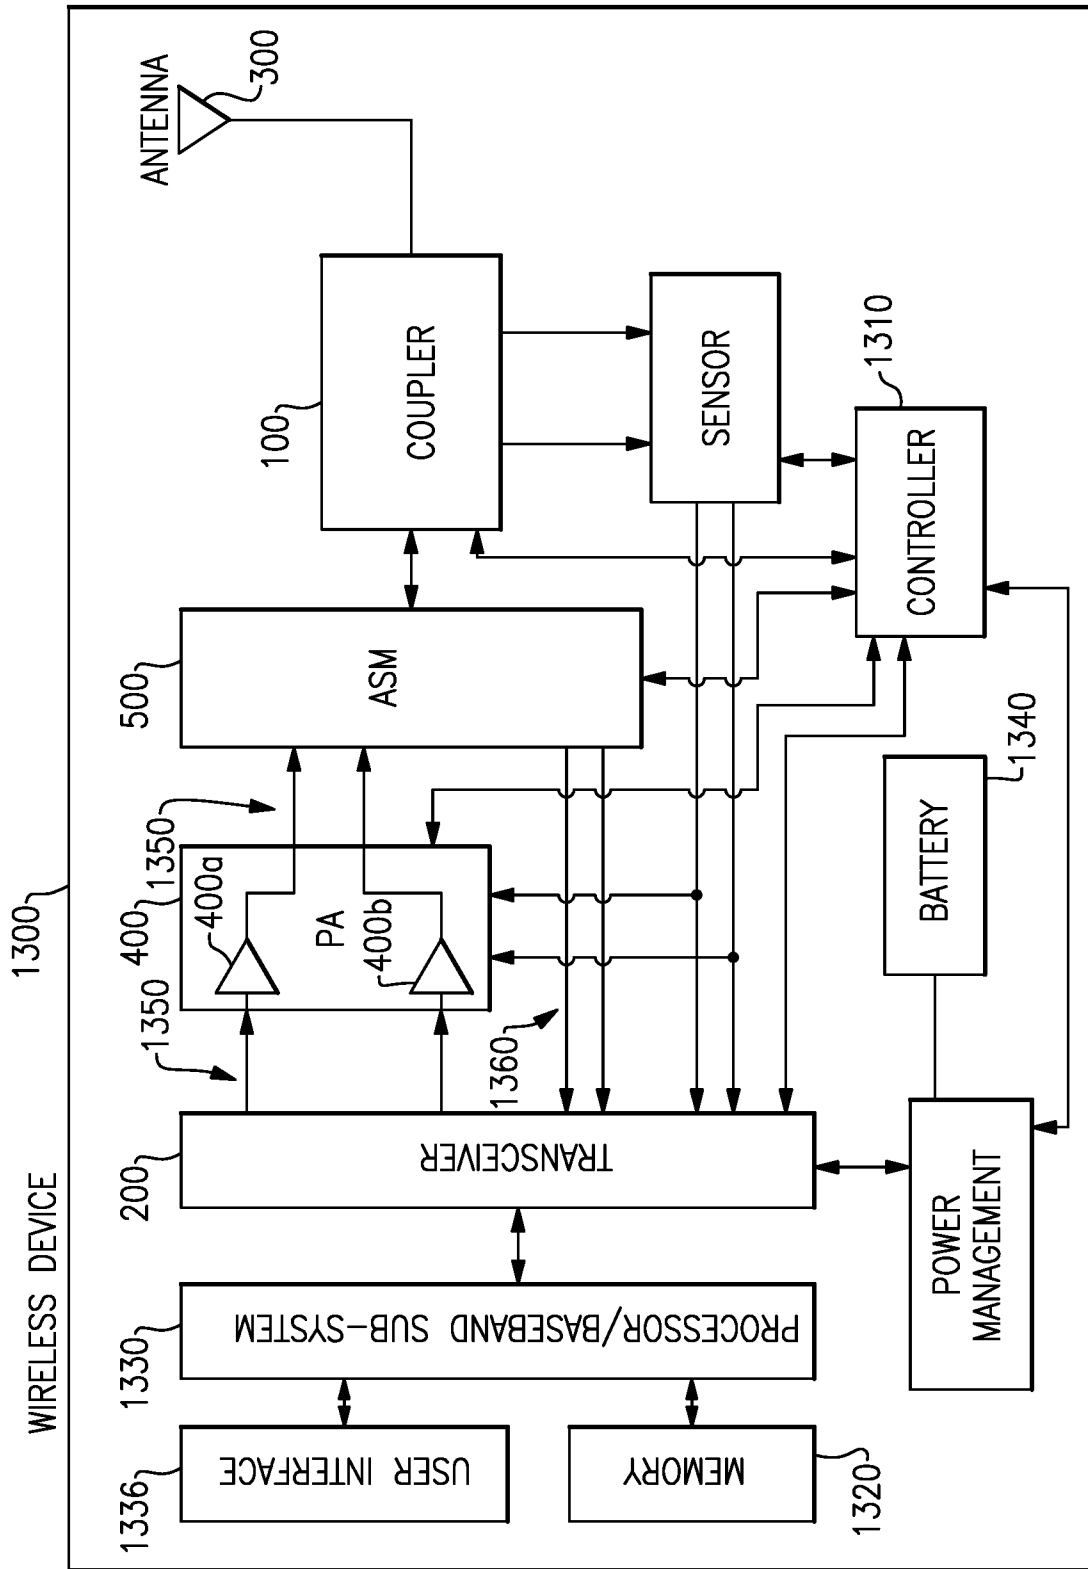 WIRELESS DEVICE
1300
1336
USER INTERFACE
1330
PROCESSOR/BASEBAND SUB-SYSTEM
200
TRANSCEIVER
1350
400
400a
PA
400b
1350
500
ASM
100
COUPLER
ANTENNA
300
MEMORY
1320
1360
SENSOR
POWER
MANAGEMENT
BATTERY
1340
CONTROLLER
1310